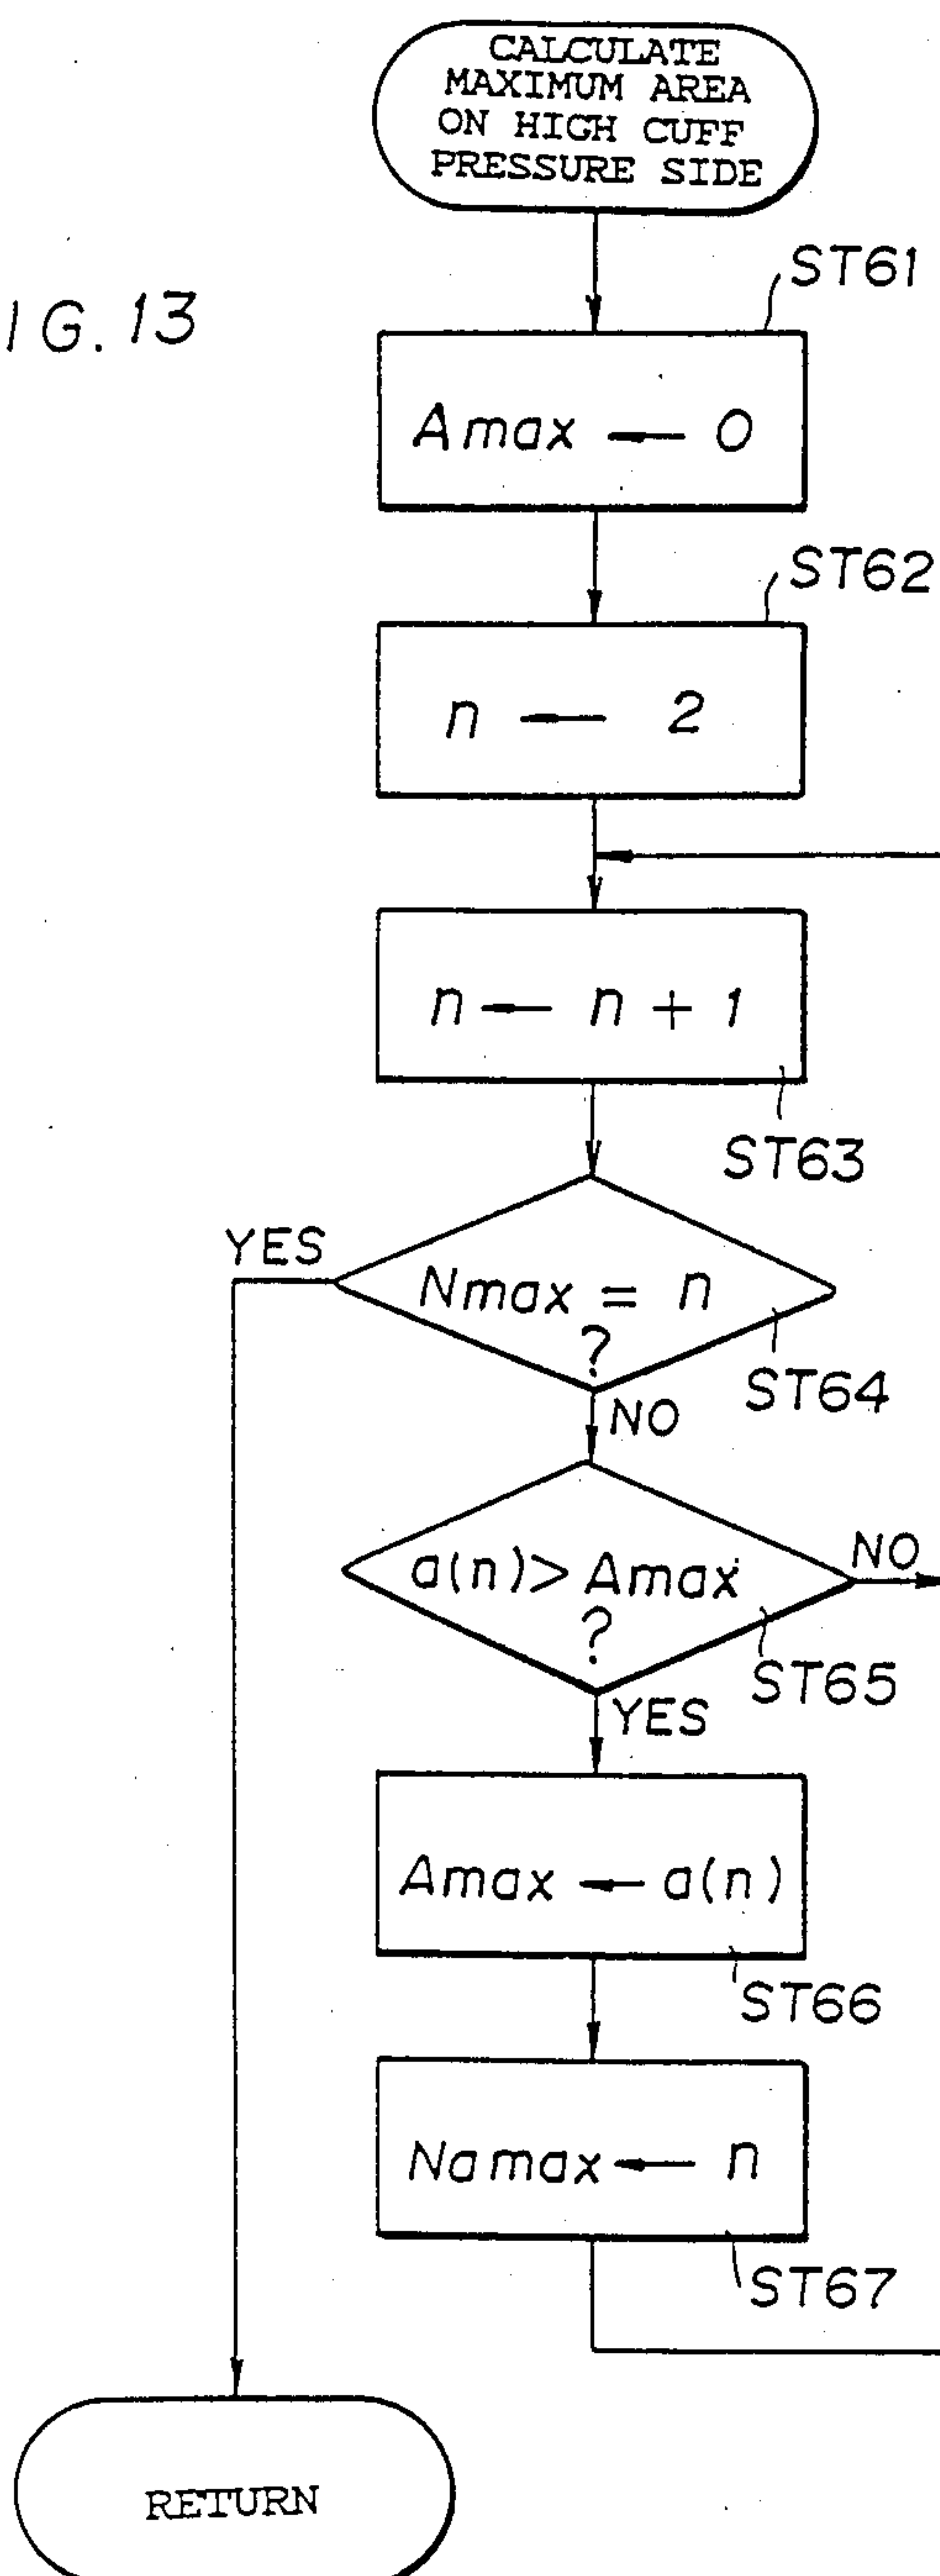 CALCULATE
MAXIMUM AREA
ON HIGH CUFF
PRESSURE SIDE
IG. 13
ST61
Amax ← 0
ST62
n ← 2
n ← n + 1
ST63
YES
Nmax = n
?
ST64
NO
a(n) > Amax
?
NO
ST65
YES
Amax ← a(n)
ST66
Namax ← n
ST67
RETURN